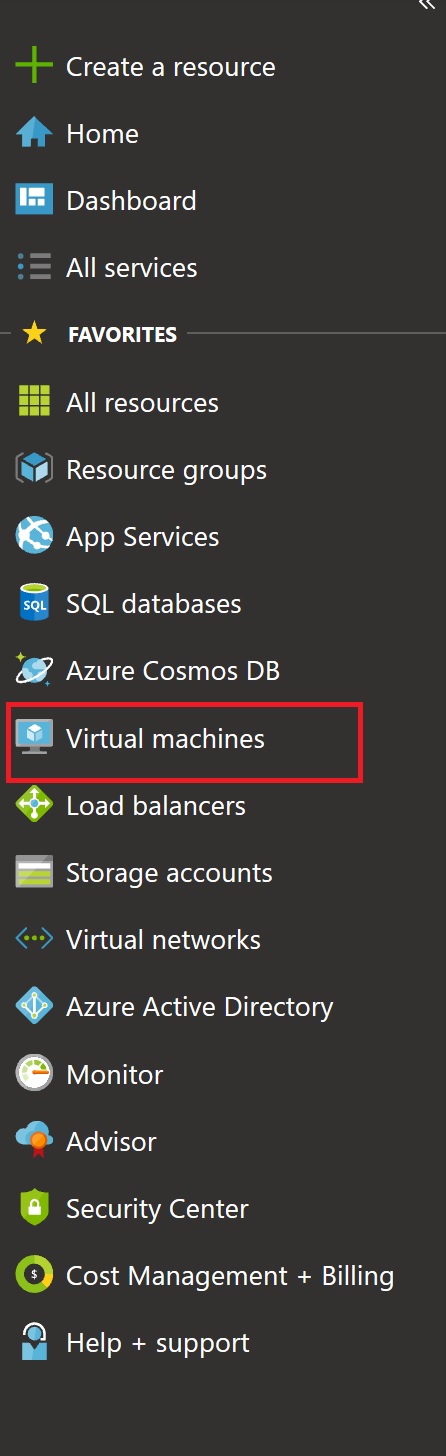 Create a resource
Home
Dashboard
All services
FAVORITES
All resources
Resource groups
App Services
SQL
SQL databases
Azure Cosmos DB
Virtual machines
Load balancers
Storage accounts
Virtual networks
Azure Active Directory
Monitor
Advisor
Security Center
$
Cost Management + Billing
Help + support